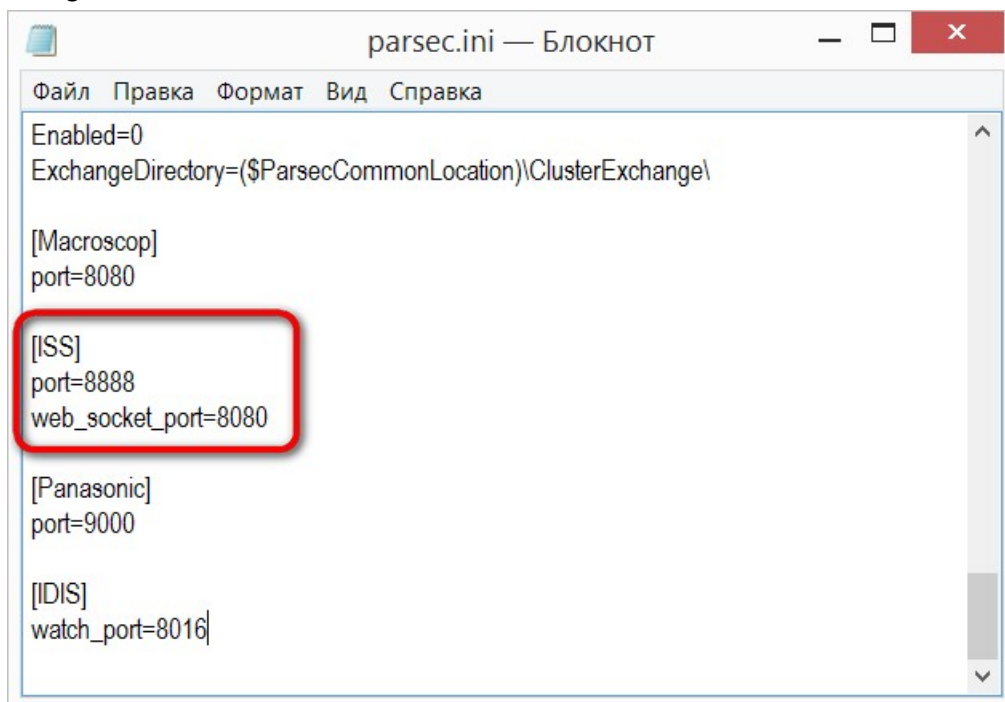 parsec.ini — Блокнот
Файл Правка Формат Вид Справка
Enabled=0
ExchangeDirectory=($ParsecCommonLocation)\ClusterExchange\
[Macroscop]
port=8080
[ISS]
port=8888
web_socket_port=8080
[Panasonic]
port=9000
[IDIS]
watch_port=8016